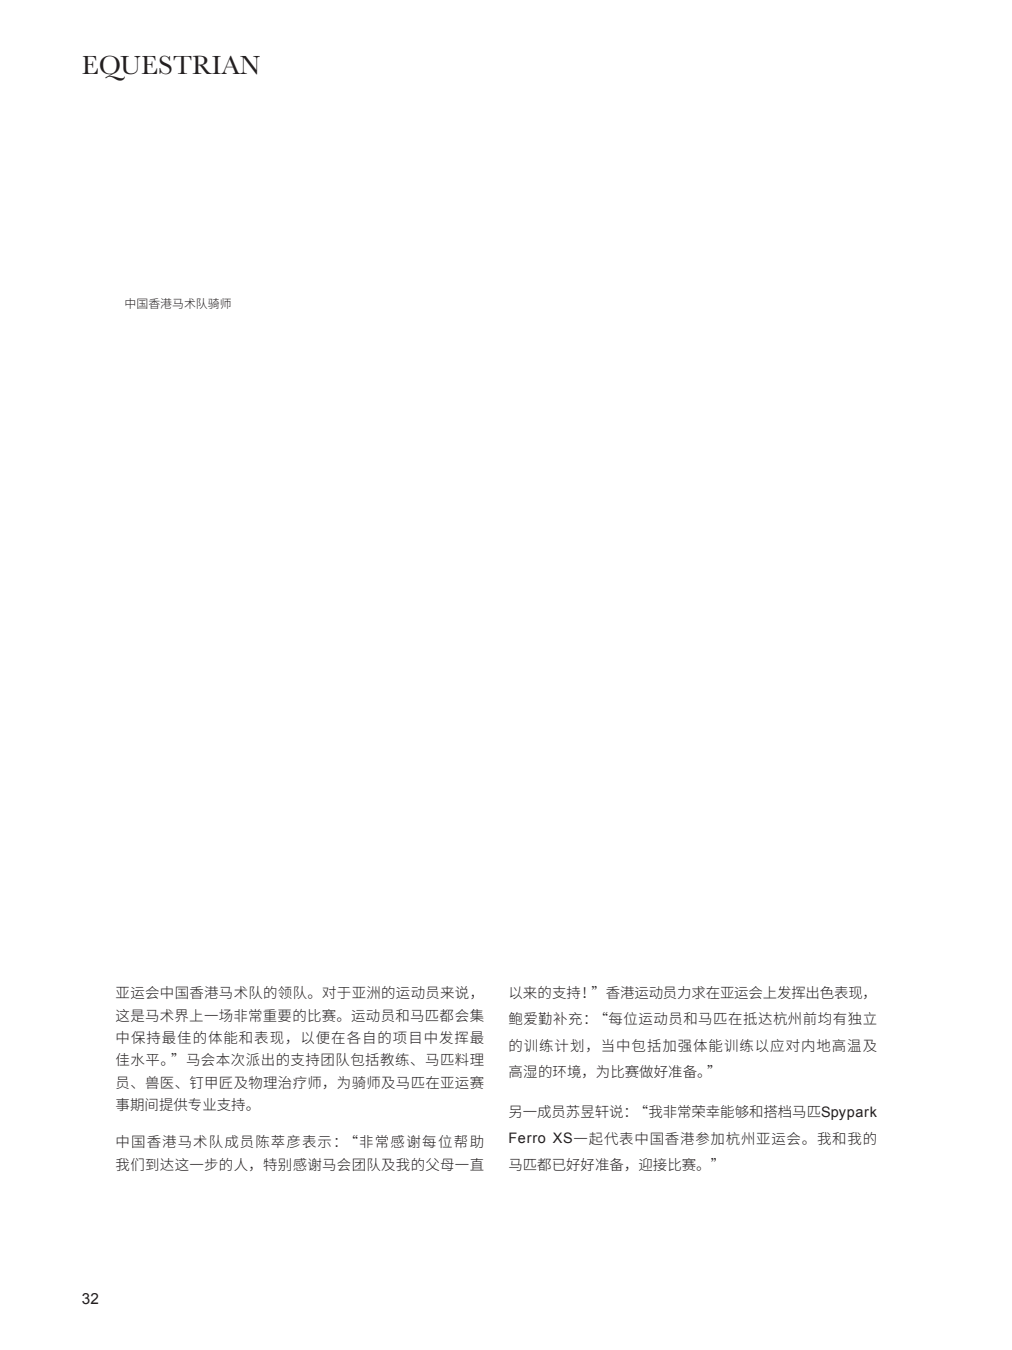 EQUESTRIAN
中国香港马术队骑师
亚运会中国香港马术队的领队。对于亚洲的运动员来说，
这是马术界上一场非常重要的比赛。运动员和马匹都会集
中保持最佳的体能和表现，以便在各自的项目中发挥最
佳水平。”马会本次派出的支持团队包括教练、马匹料理
员、兽医、钉甲匠及物理治疗师，为骑师及马匹在亚运赛
事期间提供专业支持。
中国香港马术队成员陈萃彦表示：“非常感谢每位帮助
我们到达这一步的人，特别感谢马会团队及我的父母一直
以来的支持！”香港运动员力求在亚运会上发挥出色表现，
鲍爱勤补充：“每位运动员和马匹在抵达杭州前均有独立
的训练计划，当中包括加强体能训练以应对内地高温及
高湿的环境，为比赛做好准备。”
另一成员苏昱轩说：“我非常荣幸能够和搭档马匹Spypark
Ferro XS一起代表中国香港参加杭州亚运会。我和我的
马匹都已好好准备，迎接比赛。”
32